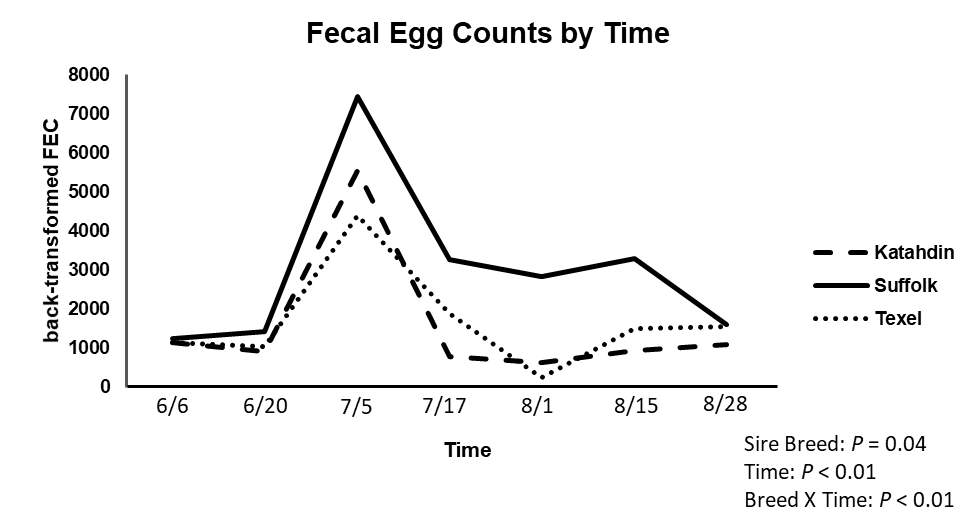 Fecal Egg Counts by Time
back-transformed FEC
8000
7000
6000
5000
4000
3000
2000
1000
0
6/6 6/20 7/5 7/17 8/1 8/15 8/28
Time
Katahdin
Suffolk
Texel
Sire Breed: P = 0.04
Time: P < 0.01
Breed X Time: P < 0.01